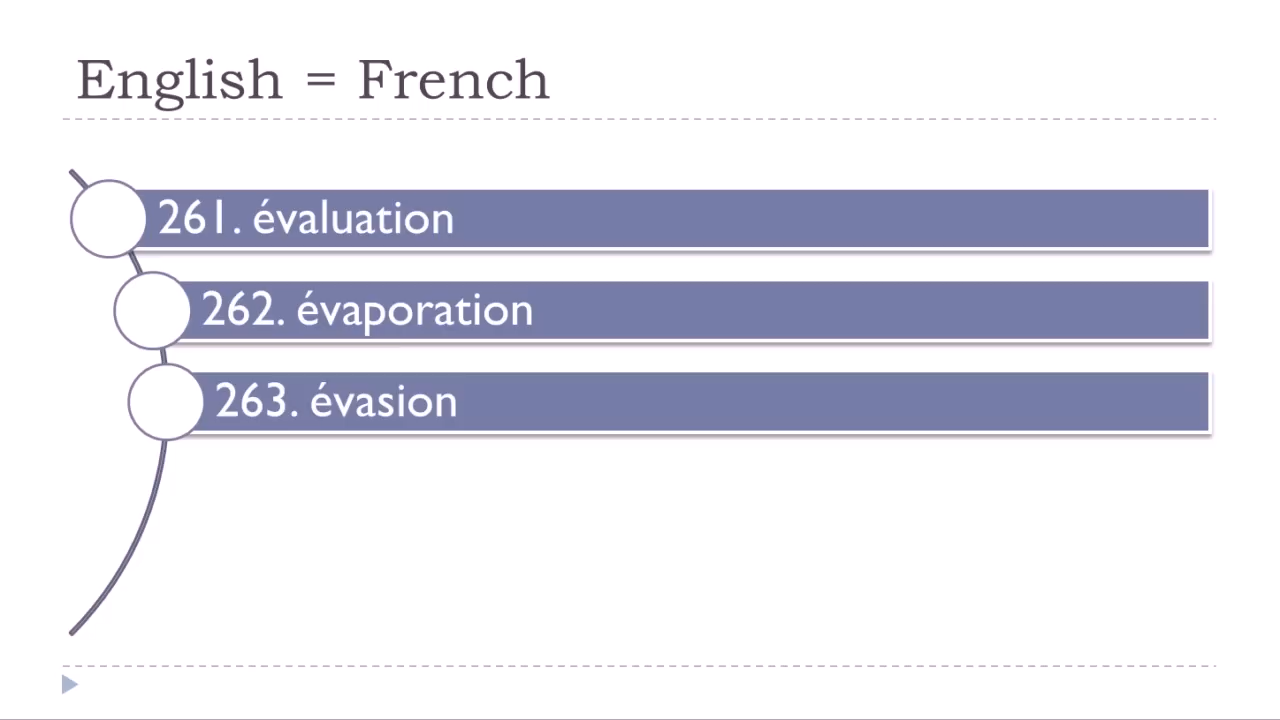 English = French
261. évaluation
262. évaporation
263. évasion